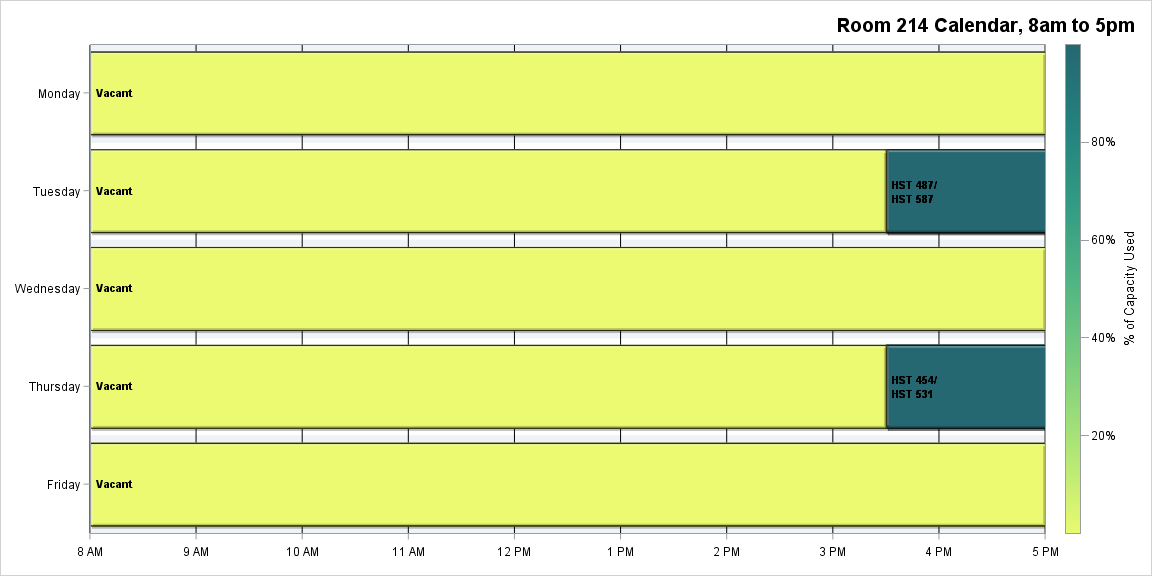 Room 214 Calendar, 8am to 5pm
Monday
Vacant
Tuesday
Vacant
HST 487/
HST 587
Wednesday
Vacant
Thursday
Vacant
HST 454/
HST 531
Friday
Vacant
8 AM
9 AM
10 AM
11 AM
12 PM
1 PM
2 PM
3 PM
4 PM
5 PM
80%
60%
40%
20%
% of Capacity Used